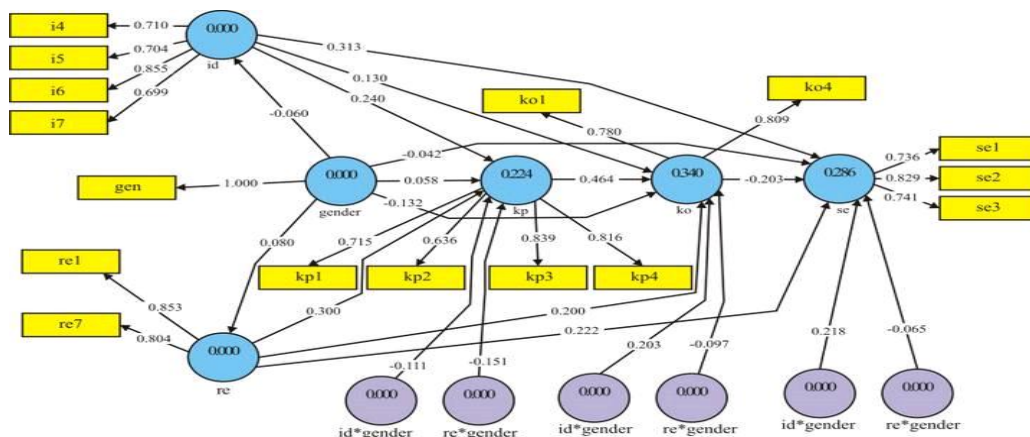 i4
i5
i6
i7
0.710
0.704
0.855
0.699
0.000
id
0.313
0.130
0.240
-0.060
ko1
ko4
0.780
0.809
gen
1.000
0.000
gender
-0.042
0.058
-0.132
0.224
kp
0.464
0.340
ko
-0.203
0.286
se
0.736
0.829
0.741
se1
se2
se3
0.080
0.715
0.636
0.839
0.816
kp1
kp2
kp3
kp4
re1
re7
0.853
0.804
0.000
re
0.300
0.200
0.222
-0.111
-0.151
0.203
-0.097
0.218
-0.065
0.000
0.000
0.000
0.000
0.000
0.000
id*gender
re*gender
id*gender
re*gender
id*gender
re*gender